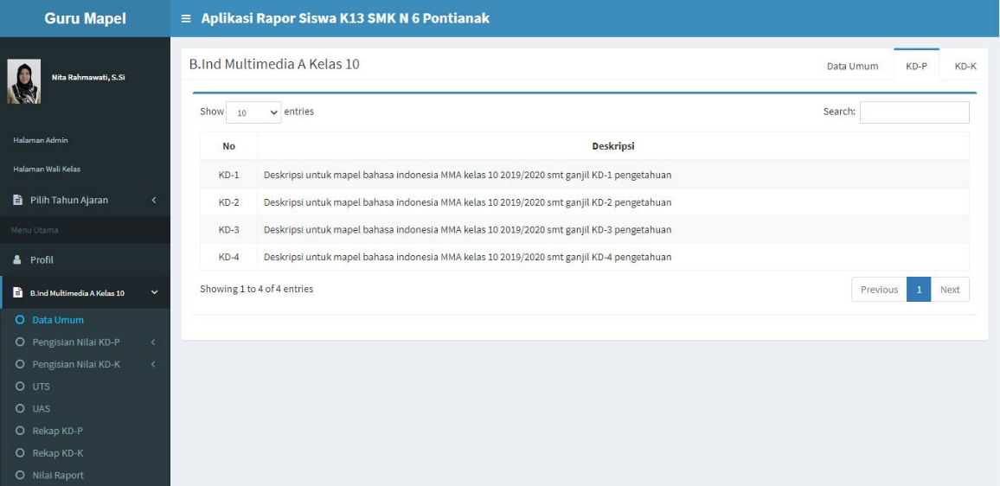 Guru Mapel
Aplikasi Rapor Siswa K13 SMK N 6 Pontianak
Nita Rahmawati, S.Si
Halaman Admin
Halaman Wali Kelas
Pilih Tahun Ajaran
Menu Utama
Profil
B.Ind Multimedia A Kelas 10
Data Umum
Pengisian Nilai KD-P
Pengisian Nilai KD-K
UTS
UAS
Rekap KD-P
Rekap KD-K
Nilai Raport
B.Ind Multimedia A Kelas 10
Data Umum KD-P KD-K
Show 10 entries Search:
No Deskripsi
KD-1 Deskripsi untuk mapel bahasa indonesia MMA kelas 10 2019/2020 smt ganjil KD-1 pengetahuan
KD-2 Deskripsi untuk mapel bahasa indonesia MMA kelas 10 2019/2020 smt ganjil KD-2 pengetahuan
KD-3 Deskripsi untuk mapel bahasa indonesia MMA kelas 10 2019/2020 smt ganjil KD-3 pengetahuan
KD-4 Deskripsi untuk mapel bahasa indonesia MMA kelas 10 2019/2020 smt ganjil KD-4 pengetahuan
Showing 1 to 4 of 4 entries Previous 1 Next